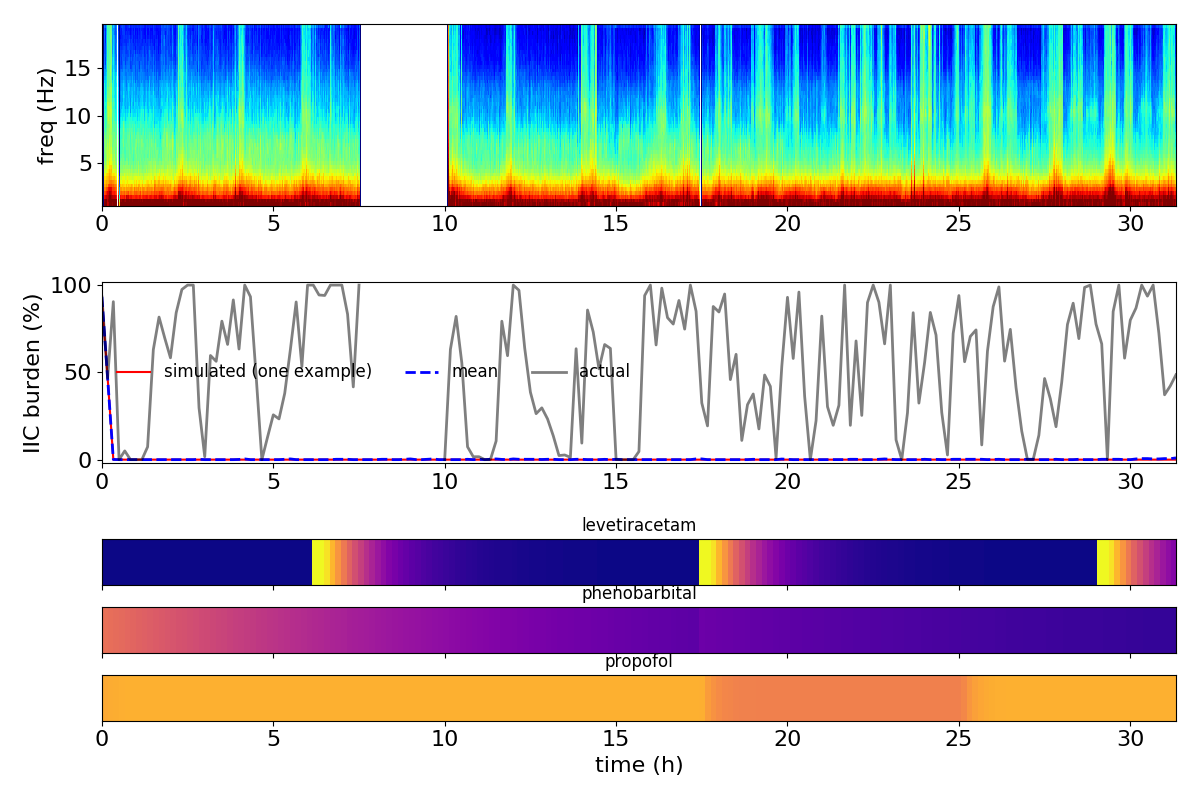 freq (Hz)
15
10
5
0 5 10 15 20 25 30
IIC burden (%)
100
50
0
simulated (one example) mean actual
0 5 10 15 20 25 30
levetiracetam
phenobarbital
propofol
0 5 10 15 20 25 30
time (h)